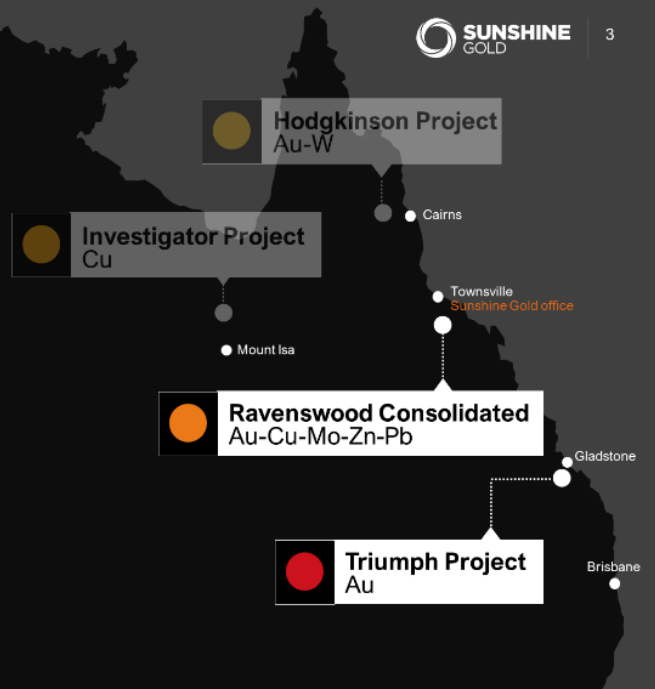 SUNSHINE
GOLD
3
Hodgkinson Project
Au-W
Cairns
Investigator Project
Cu
Townsville
Sunshine Gold office
Mount Isa
Ravenswood Consolidated
Au-Cu-Mo-Zn-Pb
Gladstone
Triumph Project
Au
Brisbane